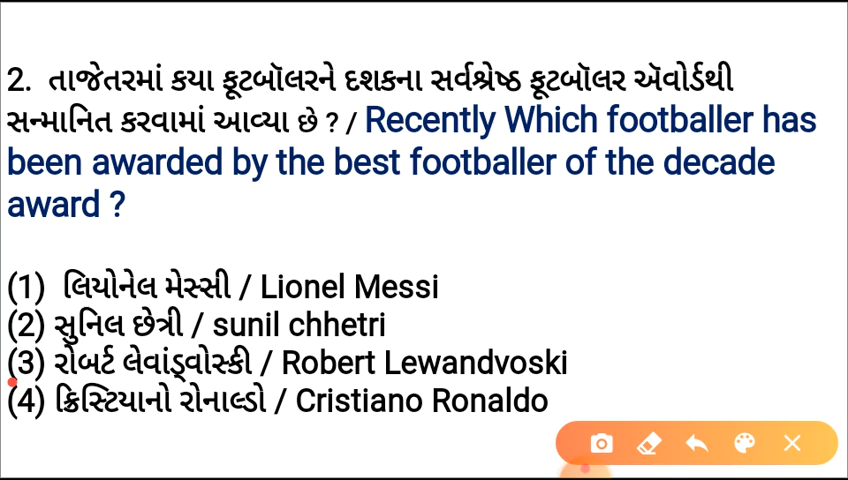 2. તાજેતરમાં કયા ફૂટબૉલરને દશકના સર્વશ્રેષ્ઠ ફૂટબૉલર ઍવોર્ડથી
સન્માનિત કરવામાં આવ્યા છે ? / Recently Which footballer has
been awarded by the best footballer of the decade
award ?
(1) લિયોનેલ મેસ્સી / Lionel Messi
(2) સુનિલ છેત્રી / sunil chhetri
(3) રોબર્ટ લેવાંડ્વોસ્કી / Robert Lewandvoski
(4) ક્રિસ્ટિયાનો રોનાલ્ડો / Cristiano Ronaldo